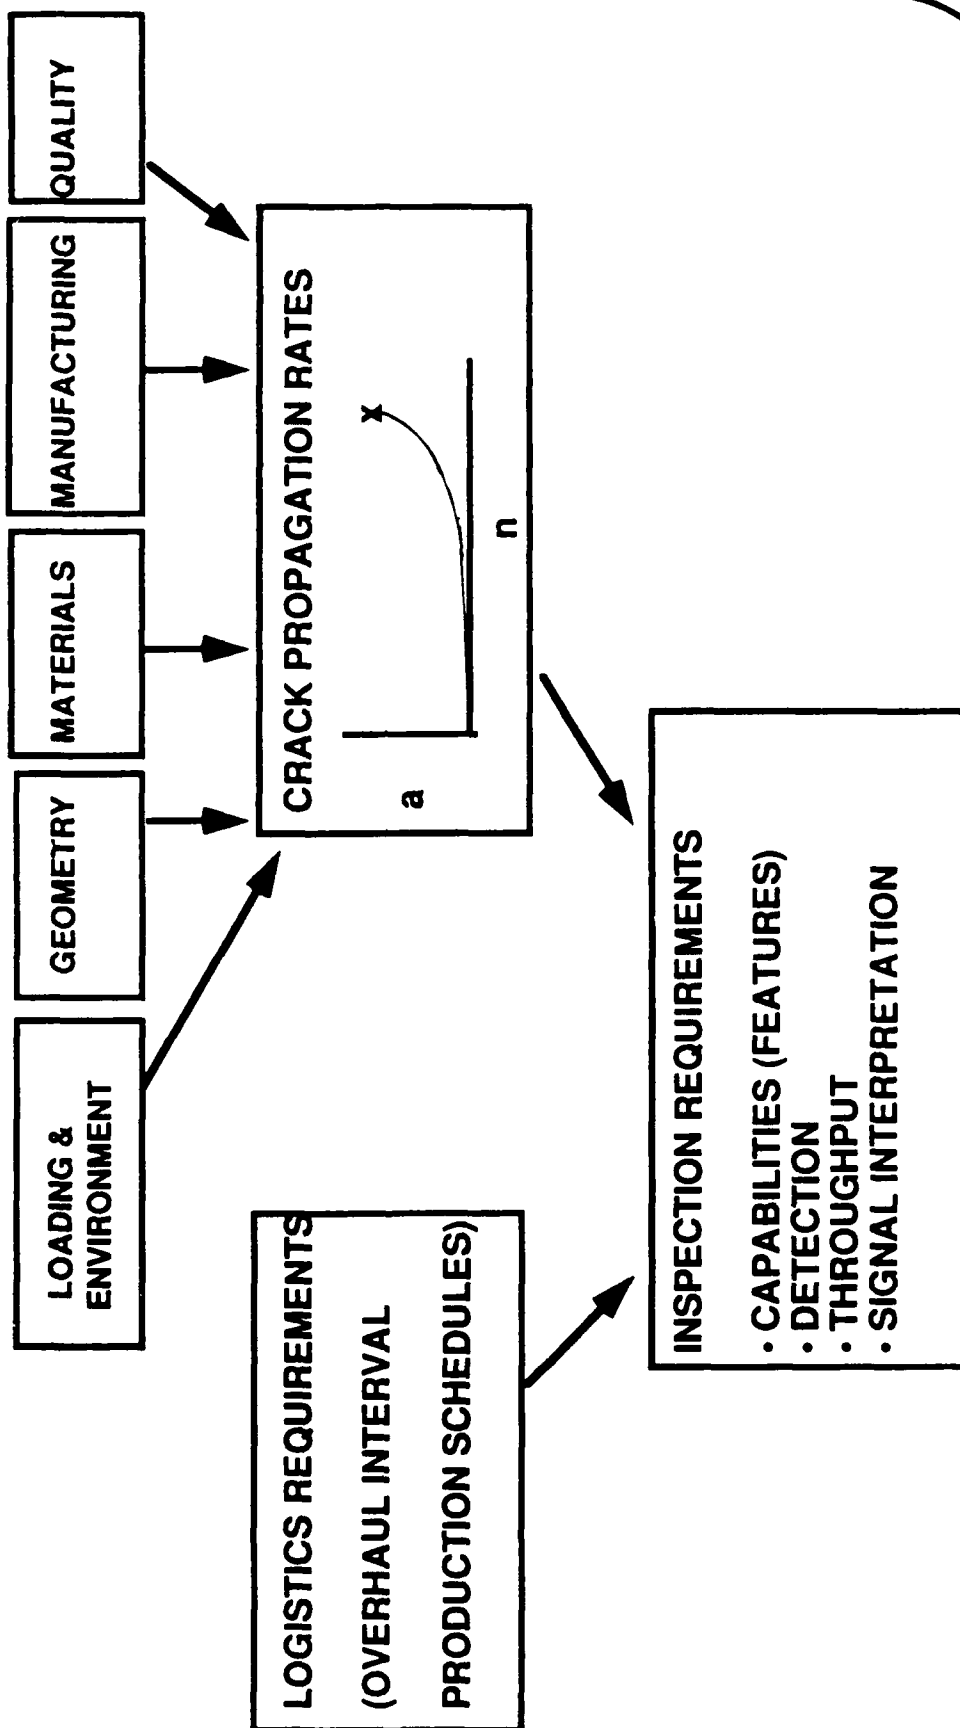 LOADING &
ENVIRONMENT
GEOMETRY
MATERIALS
MANUFACTURING
QUALITY
LOGISTICS REQUIREMENTS
(OVERHAUL INTERVAL
PRODUCTION SCHEDULES)
CRACK PROPAGATION RATES
a
x
n
INSPECTION REQUIREMENTS
• CAPABILITIES (FEATURES)
• DETECTION
• THROUGHPUT
• SIGNAL INTERPRETATION